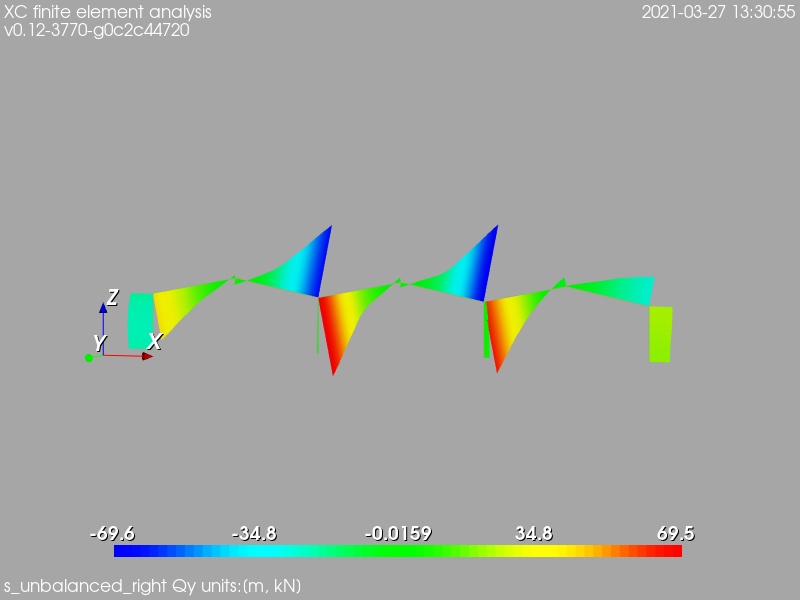 XC finite element analysis
2021-03-27 13:30:55
v0.12-3770-g0c2c44720
Z
Y
X
-69.6 -34.8 -0.0159 34.8 69.5
s_unbalanced_right Qy units:[m, kN]